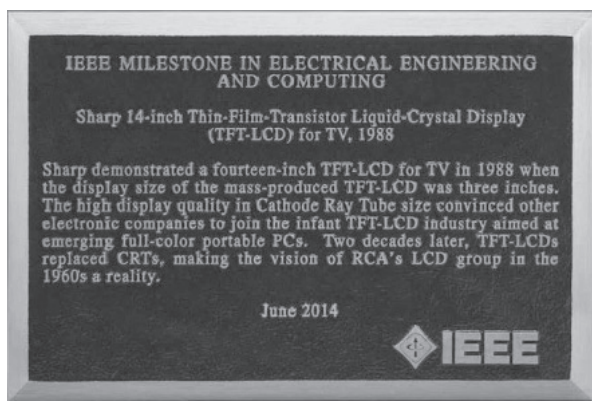 IEEE MILESTONE IN ELECTRICAL ENGINEERING
AND COMPUTING
Sharp 14-inch Thin-Film-Transistor Liquid-Crystal Display
(TFT-LCD) for TV, 1988
Sharp demonstrated a fourteen-inch TFT-LCD for TV in 1988 when
the display size of the mass-produced TFT-LCD was three inches.
The high display quality in Cathode Ray Tube size convinced other
electronic companies to join the infant TFT-LCD industry aimed at
emerging full-color portable PCs. Two decades later, TFT-LCDs
replaced CRTs, making the vision of RCA's LCD group in the
1960s a reality.
June 2014
IEEE